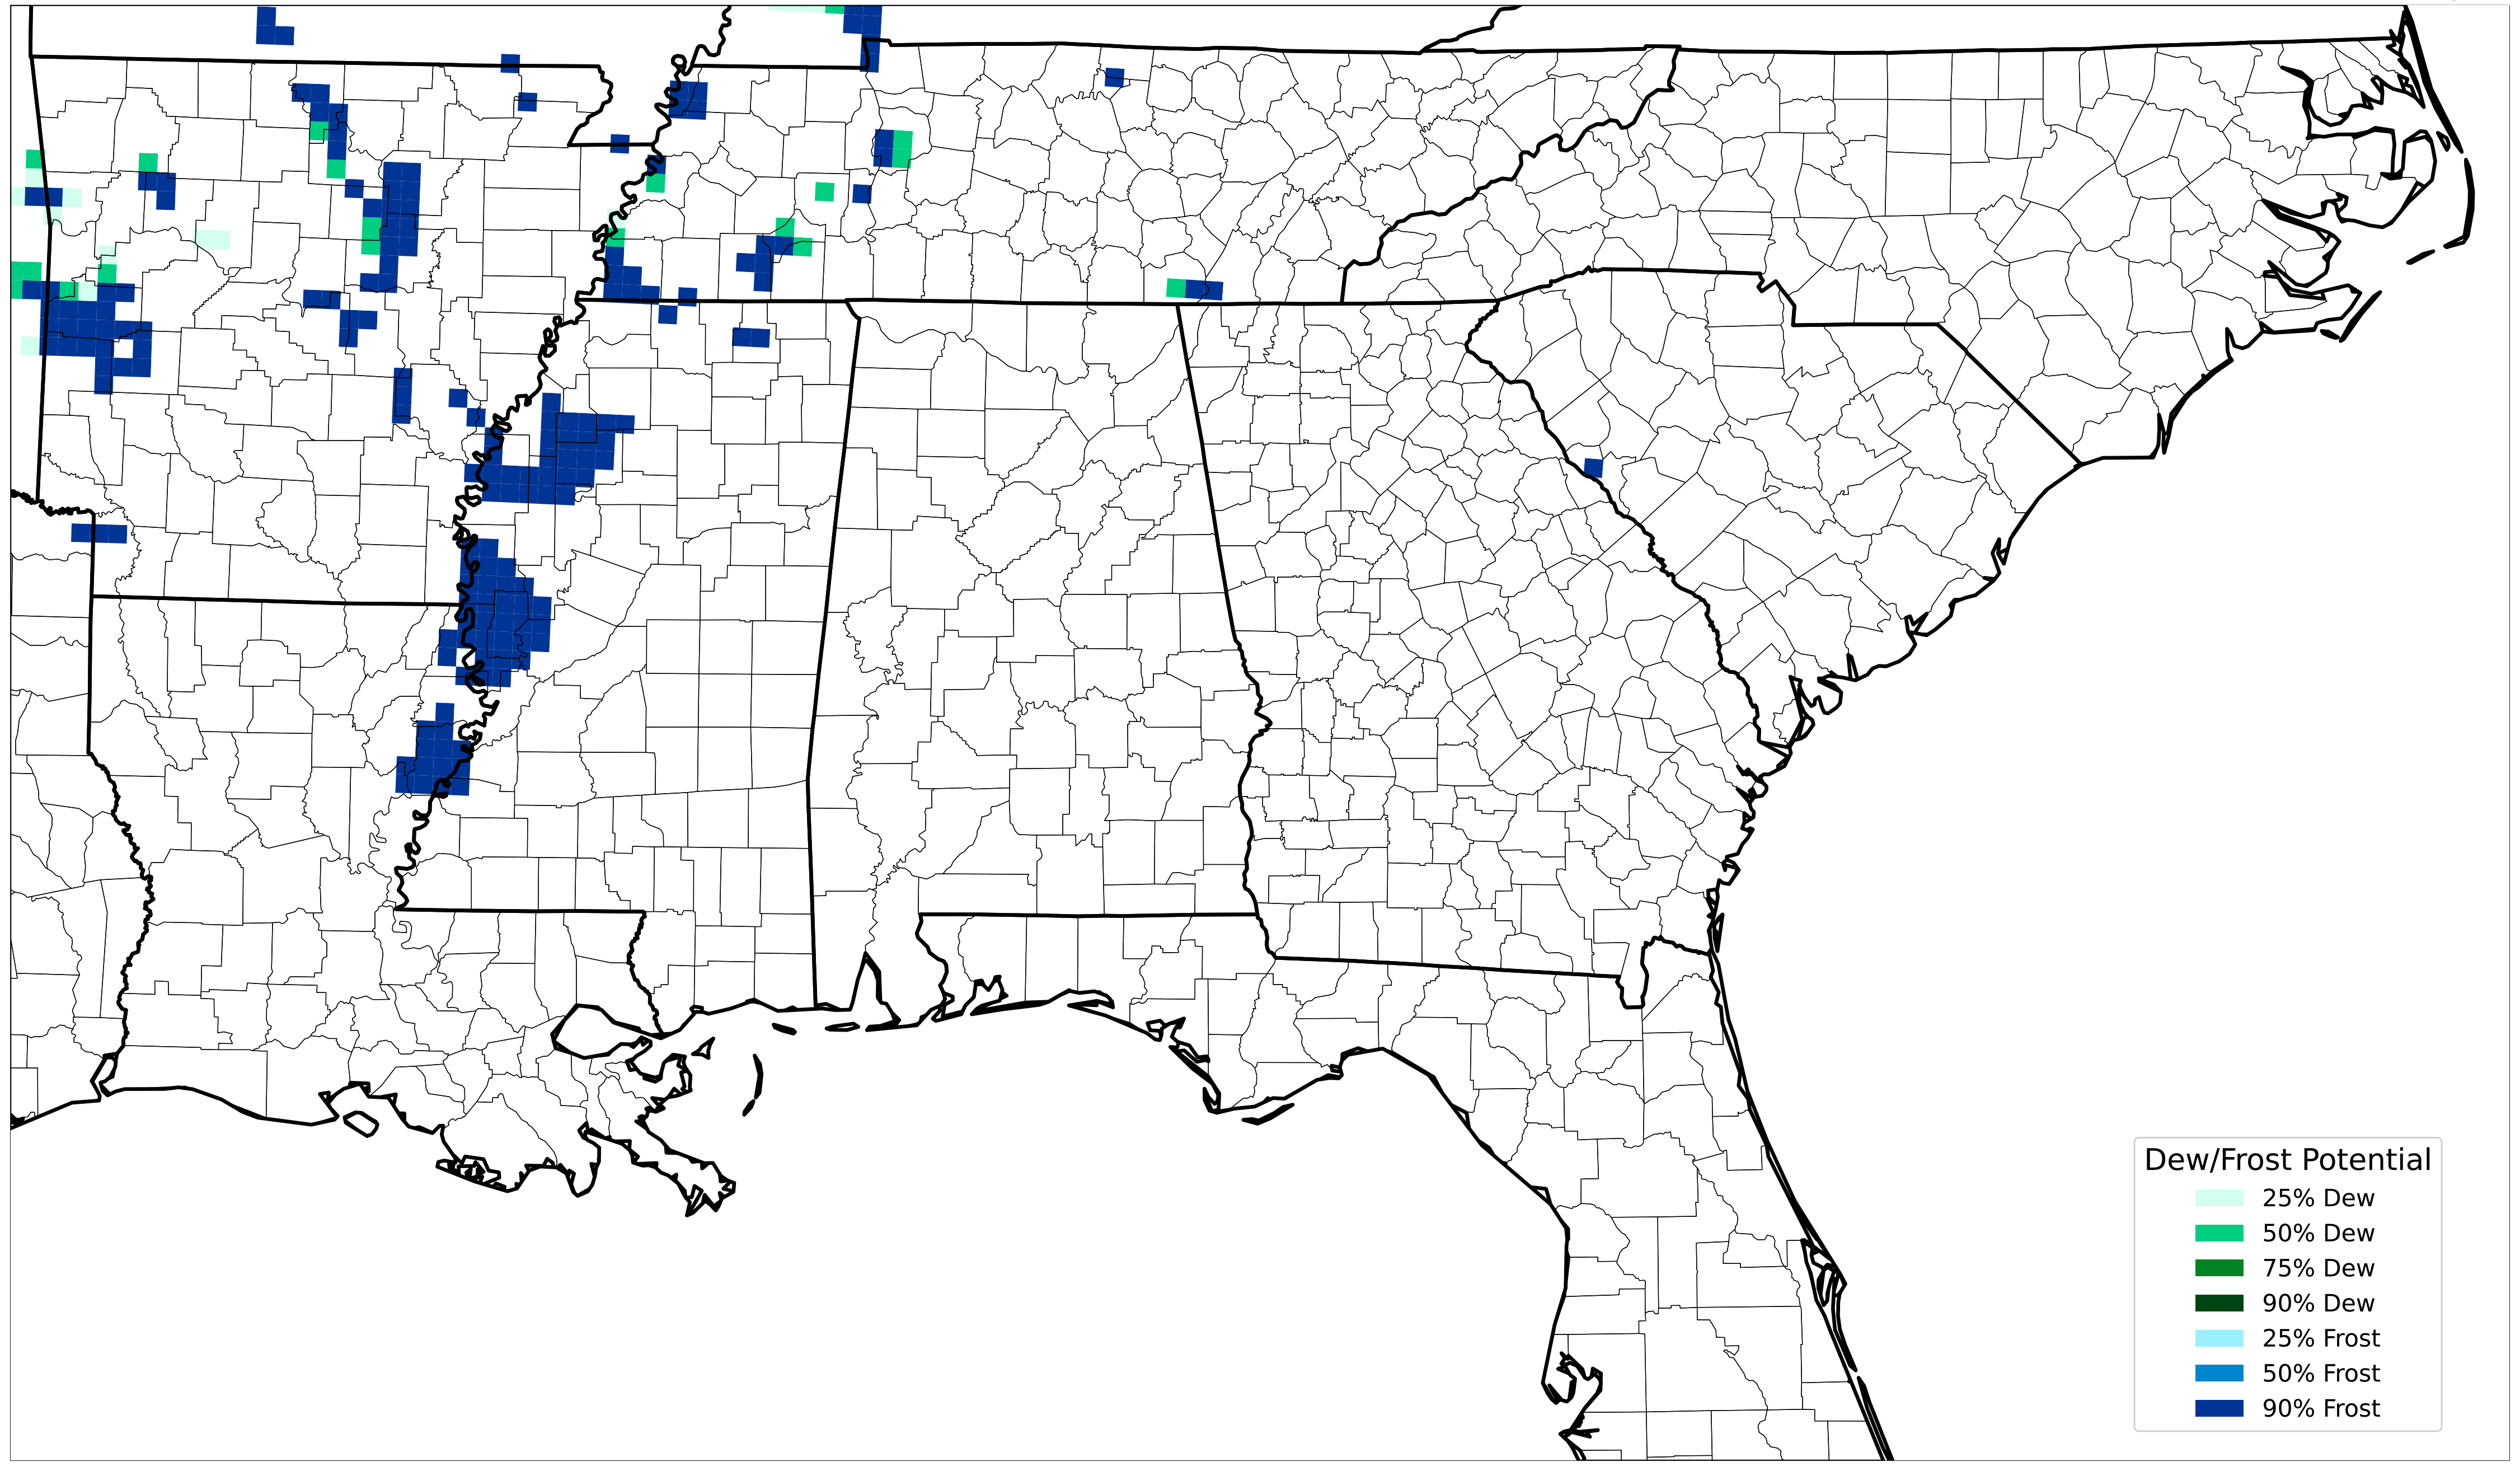 Dew/Frost Potential
25% Dew
50% Dew
75% Dew
90% Dew
25% Frost
50% Frost
90% Frost